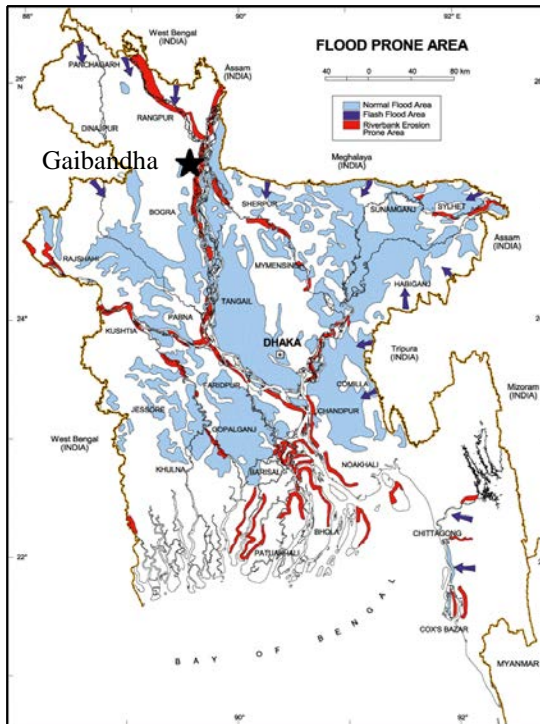 88°
90
92 E
West Bengal
(INDIA)
PANCHAGARH
FLOOD PRONE AREA
Assam
(INDIA)
26°
N
40 0 40 80 km
RANGPUR
DINAJPUR
Normal Flood Area
Flash Flood Area
Riverbank Erosion
Prone Area
Gaibandha
Meghalaya
(INDIA)
SHERPUR
SUNAMGANJ
SYLHET
BOGRA
Assam
(INDIA)
MYMENSING
RAJSHAHI
HABIGANJ
TANGAIL
24°
PABNA
KUSHTIA
DHAKA
Tripura
(INDIA)
Mizoram
(INDIA)
FARIDPUR
COMILLA
JESSORE
CHANDPUR
West Bengal
(INDIA)
GOPALGANJ
NOAKHALI
KHULNA
BARISAL
CHITTAGONG
BHOLA
PATUAKHALI
22°
COX'S BAZAR
BAY OF BENGAL
MYANMAR
90°
92°